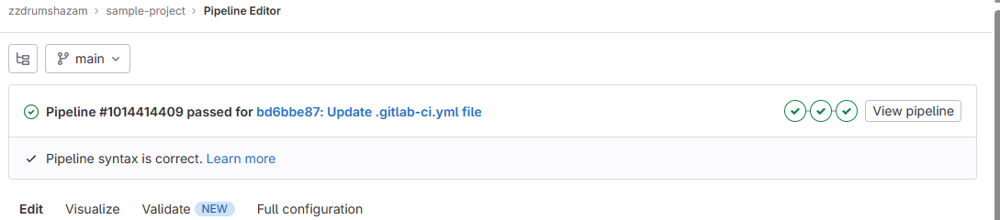 zzdrumshazam > sample-project > Pipeline Editor
main
Pipeline #1014414409 passed for bd6bbe87: Update .gitlab-ci.yml file View pipeline
Pipeline syntax is correct. Learn more
Edit Visualize Validate NEW Full configuration